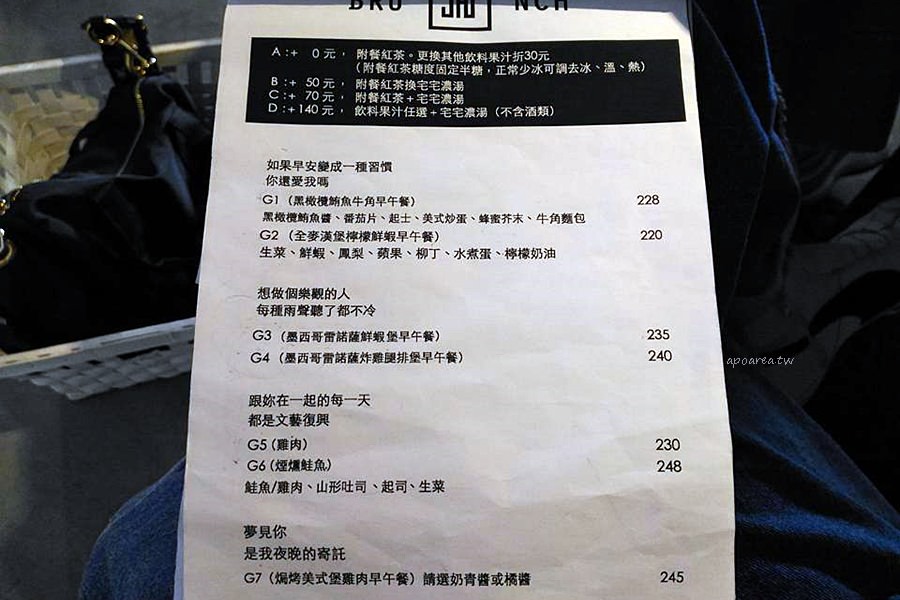 BRU NCH
A:+ 0元, 附餐紅茶。更換其他飲料果汁折30元
(附餐紅茶糖度固定半糖,正常少冰可調去冰、溫、熱)
B:+ 50元, 附餐紅茶換宅宅濃湯
C:+ 70元, 附餐紅茶+宅宅濃湯
D:+140元, 飲料果汁任選+宅宅濃湯(不含酒類)
如果早安變成一種習慣
你還愛我嗎
G1(黑橄欖鮪魚牛角早午餐) 228
黑橄欖鮪魚醬、番茄片、起士、美式炒蛋、蜂蜜芥末、牛角麵包
G2(全麥漢堡檸檬鮮蝦早午餐) 220
生菜、鮮蝦、鳳梨、蘋果、柳丁、水煮蛋、檸檬奶油
想做個樂觀的人
每種雨聲聽了都不冷
G3(墨西哥雷諾薩鮮蝦堡早午餐) 235
G4(墨西哥雷諾薩炸雞腿排堡早午餐) 240
apoarea.tw
跟妳在一起的每一天
都是文藝復興
G5(雞肉) 230
G6(煙燻鮭魚) 248
鮭魚/雞肉、山形吐司、起司、生菜
夢見你
是我夜晚的寄託
G7(焗烤美式堡雞肉早午餐)請選奶青醬或橘醬 245